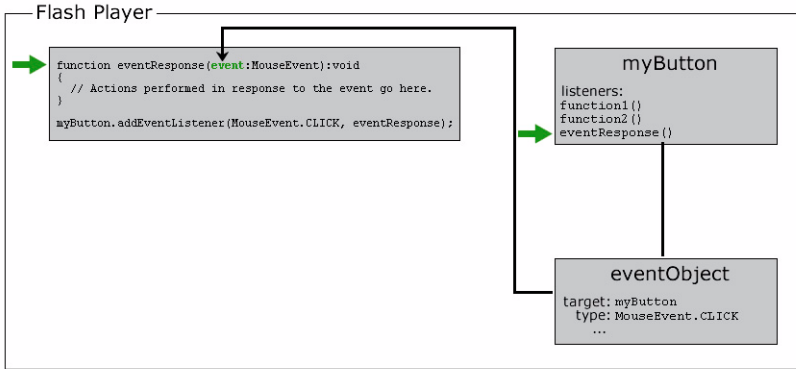 Flash Player
function eventResponse(event:MouseEvent):void
{
// Actions performed in response to the event go here.
}
myButton.addEventListener(MouseEvent.CLICK, eventResponse);
myButton
listeners:
function1()
function2()
eventResponse()
eventObject
target: myButton
type: MouseEvent.CLICK
...